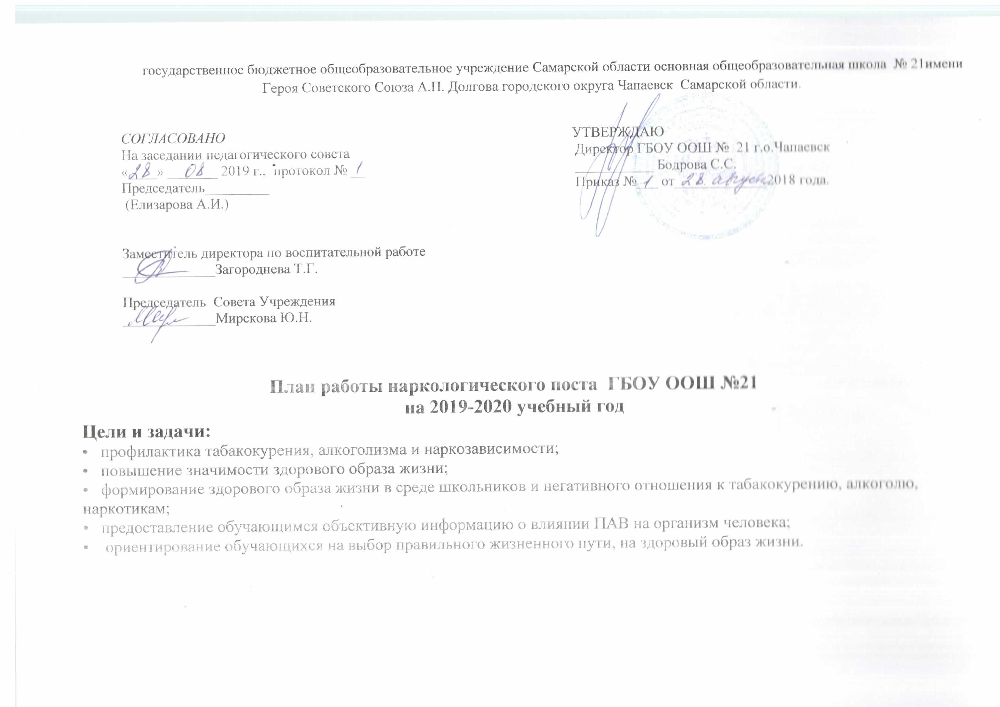 государственное бюджетное общеобразовательное учреждение Самарской области основная общеобразовательная школа № 21имени
Героя Советского Союза А.П. Долгова городского округа Чапаевск Самарской области.
СОГЛАСОВАНО
На заседании педагогического совета
«28» 08 2019 г., протокол № 1
Председатель__________
(Елизарова А.И.)
УТВЕРЖДАЮ
Директор ГБОУ ООШ № 21 г.о.Чапаевск
____________Бодрова С.С.
Приказ № 1 от 28. августа 2018 года.
Заместитель директора по воспитательной работе
______________Загороднева Т.Г.
Председатель Совета Учреждения
______________Мирскова Ю.Н.
План работы наркологического поста ГБОУ ООШ №21
на 2019-2020 учебный год
Цели и задачи:
• профилактика табакокурения, алкоголизма и наркозависимости;
• повышение значимости здорового образа жизни;
• формирование здорового образа жизни в среде школьников и негативного отношения к табакокурению, алкоголю,
наркотикам;
• предоставление обучающимся объективную информацию о влиянии ПАВ на организм человека;
• ориентирование обучающихся на выбор правильного жизненного пути, на здоровый образ жизни.